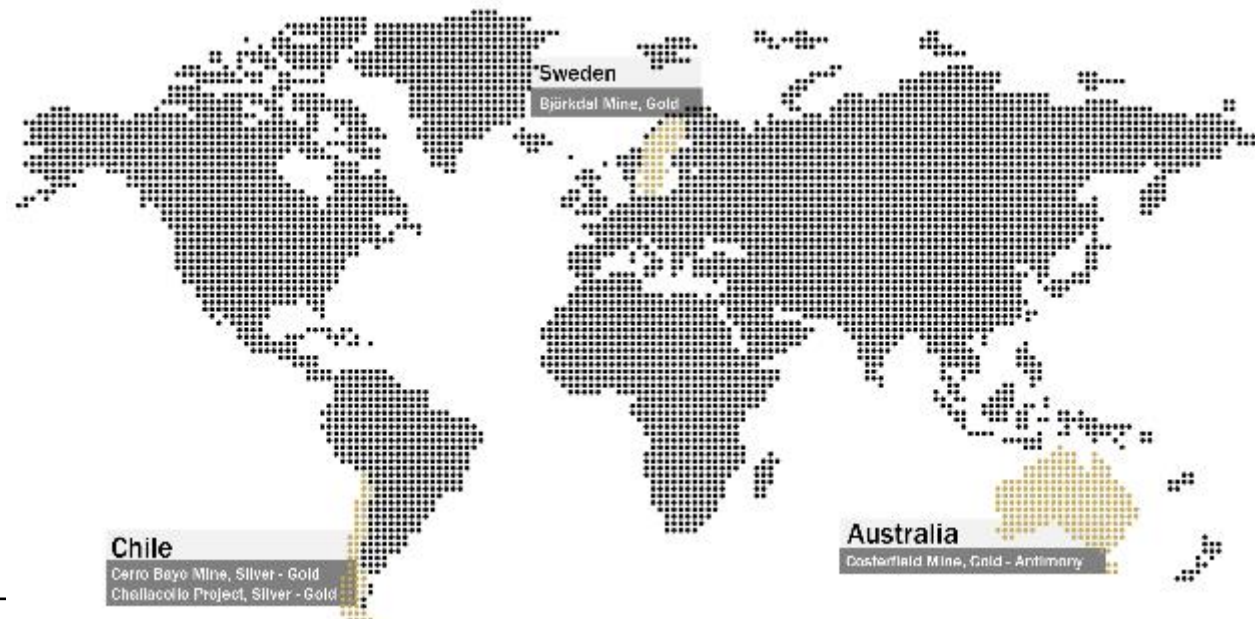 Sweden
Björkdal Mine, Gold
Chile
Cerro Bayo Mine, Silver - Gold
Challacollo Project, Silver - Gold
Australia
Costerfield Mine, Gold - Antimony